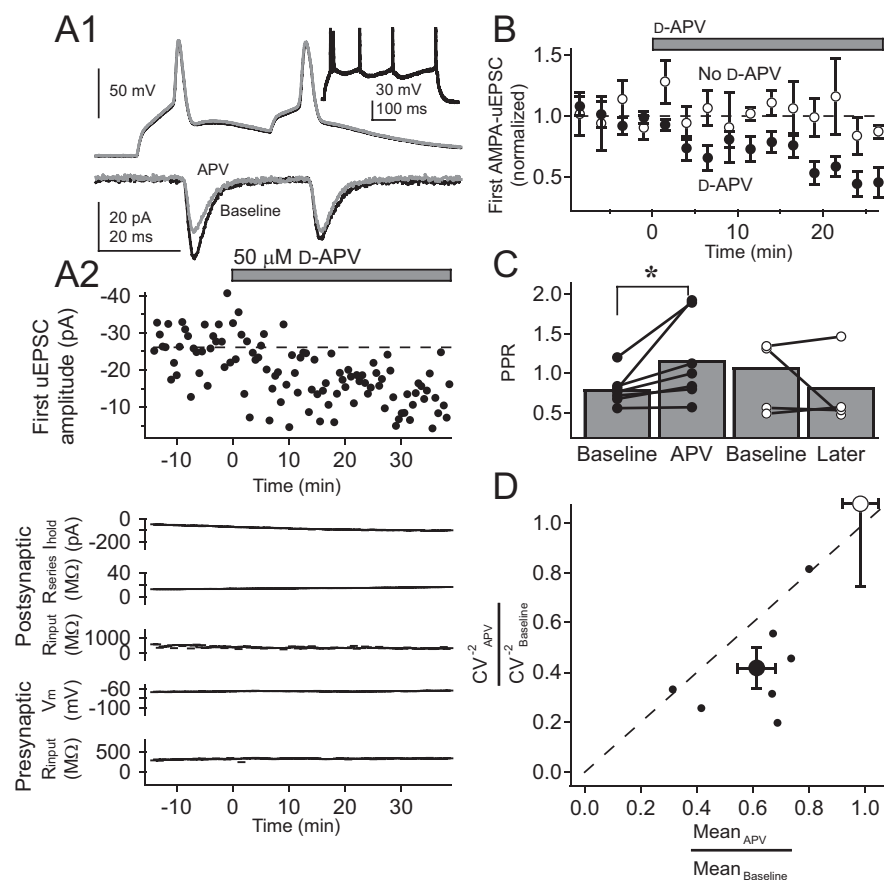 A1
50 mV
30 mV
100 ms
APV
Baseline
20 pA
20 ms
A2
50 μM D-APV
First uEPSC
amplitude (pA)
-40
-30
-20
-10
-10 0 10 20 30
Time (min)
Postsynaptic
Ihold
(pA)
0
-200
Rseries
(MΩ)
40
0
Rinput
(MΩ)
1000
0
Presynaptic
Vm
(mV)
-60
-100
Rinput
(MΩ)
500
0
-10 0 10 20 30
Time (min)
B
D-APV
First AMPA-uEPSC
(normalized)
1.5
1.0
0.5
No D-APV
D-APV
0 10 20
Time (min)
C
*
PPR
2.0
1.5
1.0
0.5
Baseline APV Baseline Later
D
CV-2APV
CV-2Baseline
1.0
0.8
0.6
0.4
0.2
0.0
0.0 0.2 0.4 0.6 0.8 1.0
MeanAPV
MeanBaseline